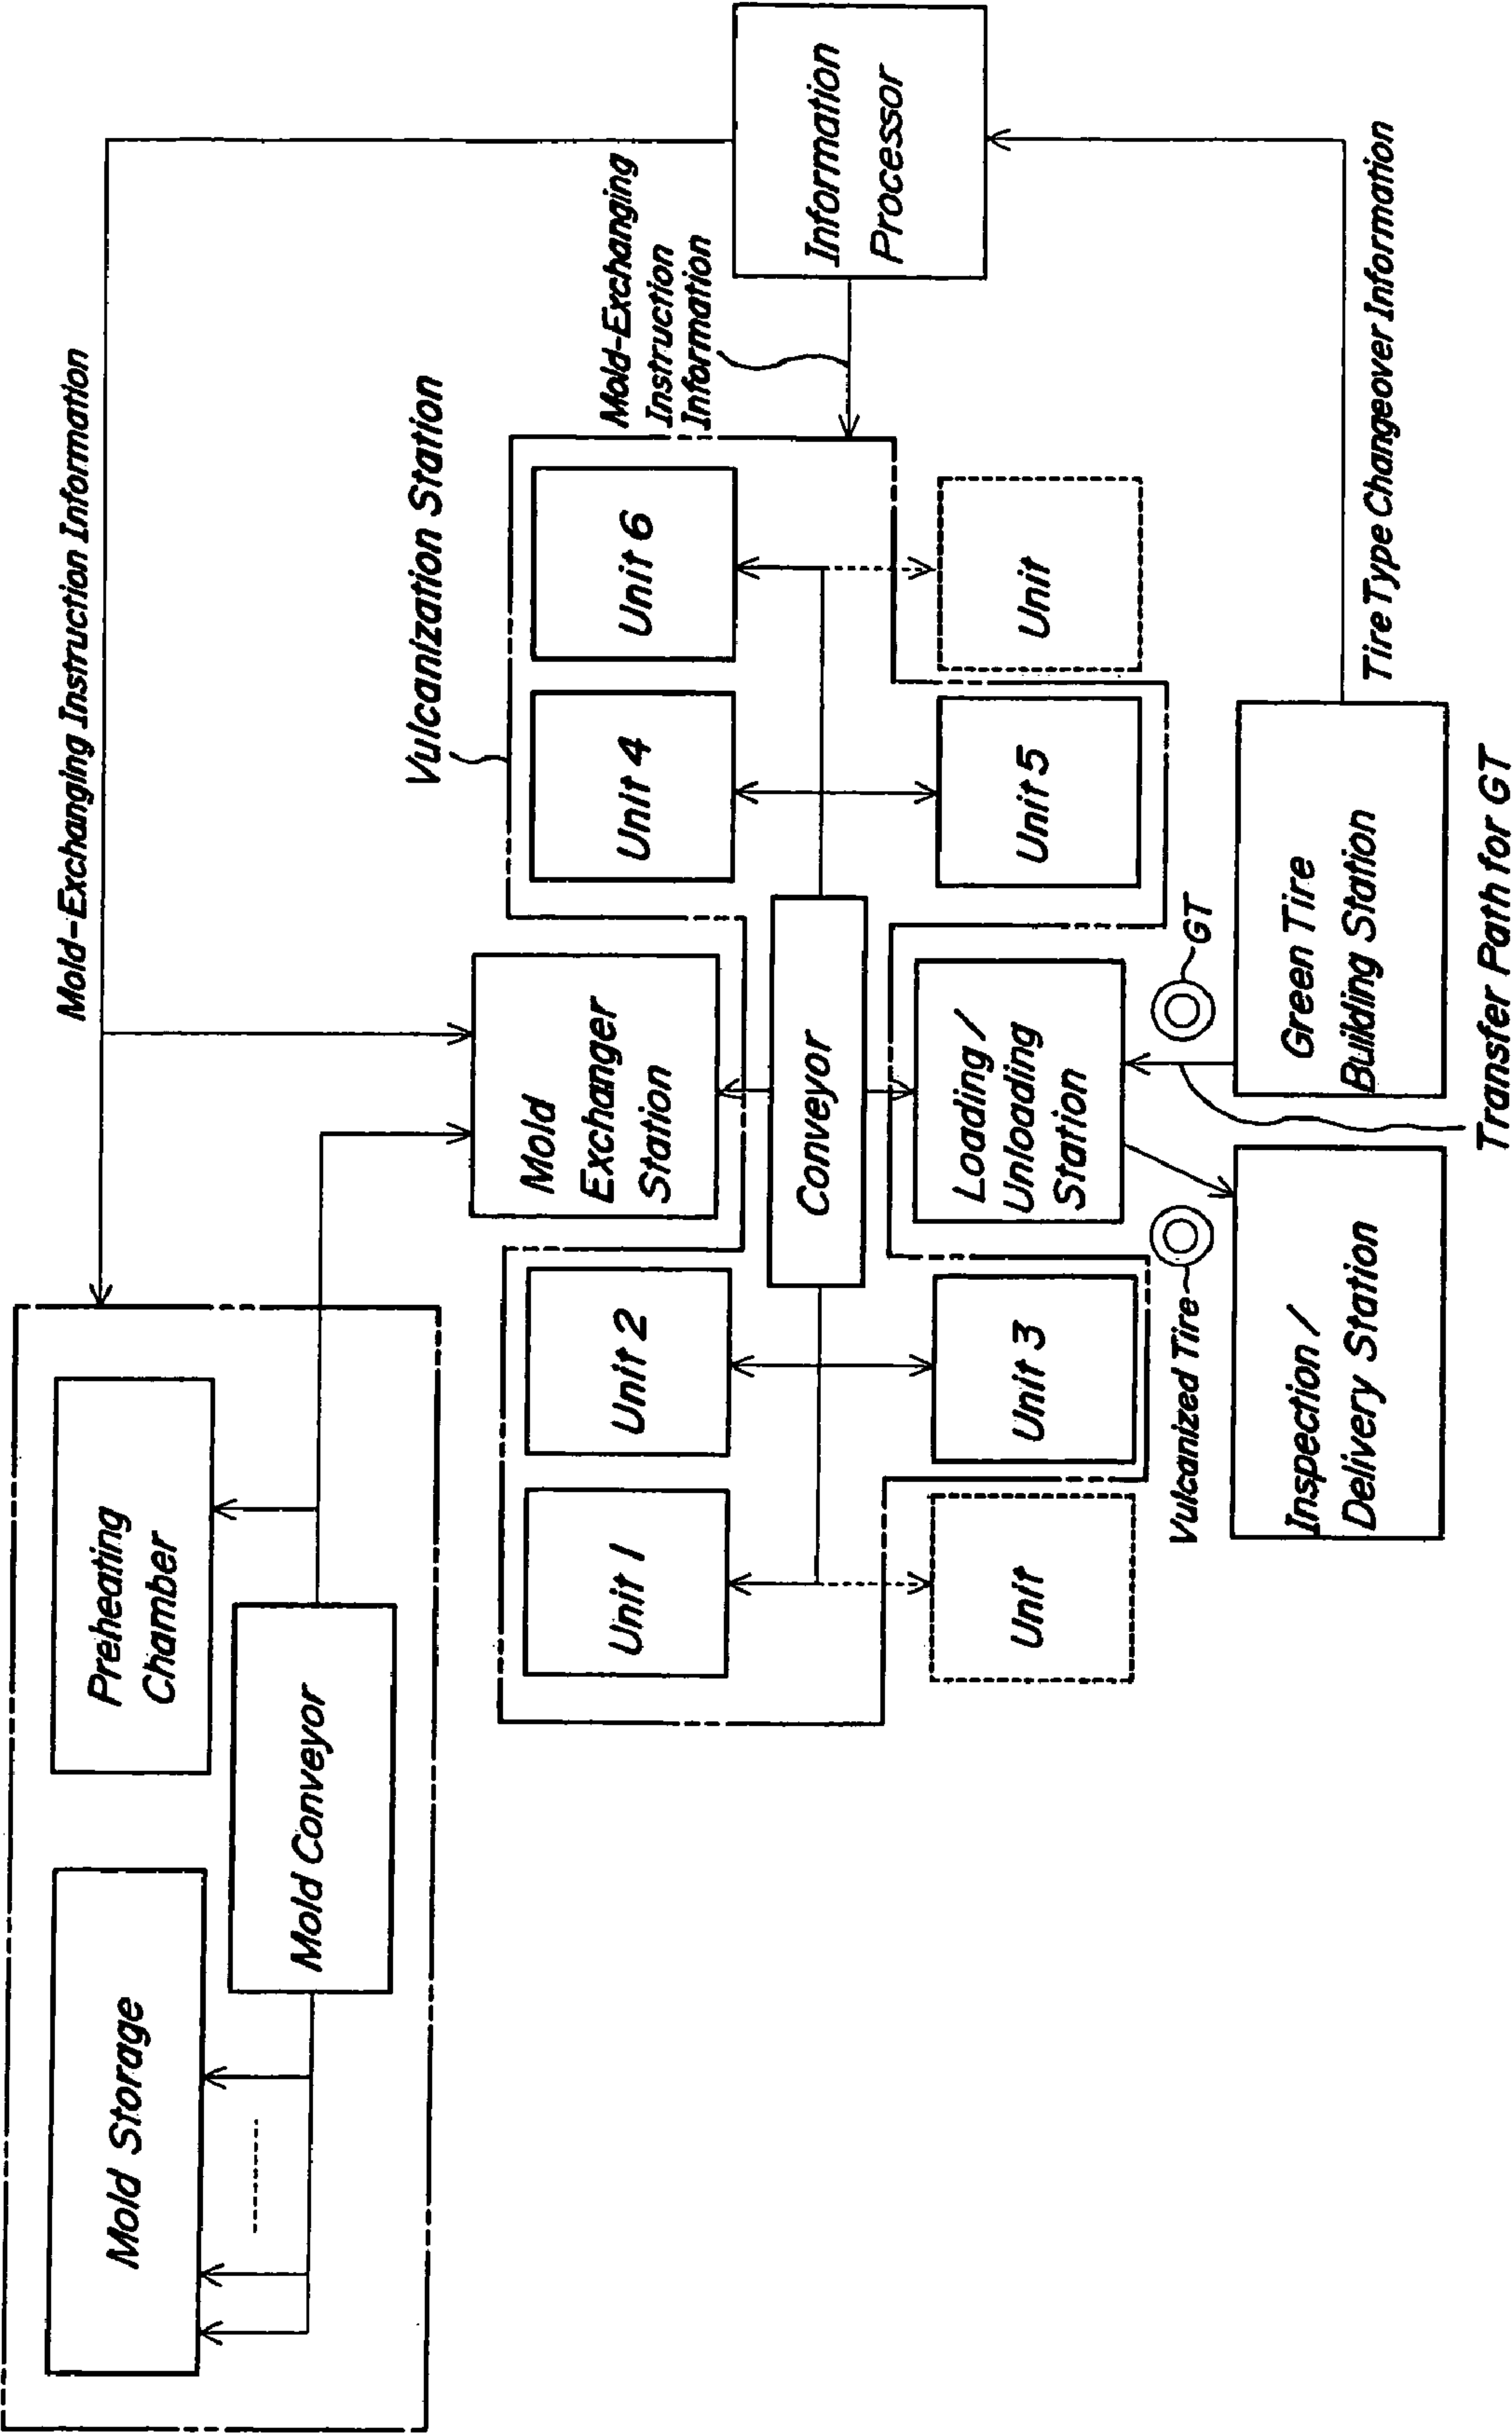 Mold-Exchanging Instruction Information
Mold Storage
Preheating
Chamber
Mold Conveyor
Vulcanization Station
Mold-Exchanging
Instruction
Information
Information
Processor
Mold
Exchanger
Station
Unit 1
Unit 2
Unit 4
Unit 6
Conveyor
Unit
Unit 3
Loading /
Unloading
Station
Unit 5
Unit
Vulcanized Tire
GT
Inspection /
Delivery Station
Green Tire
Building Station
Tire Type Changeover Information
Transfer Path for GT